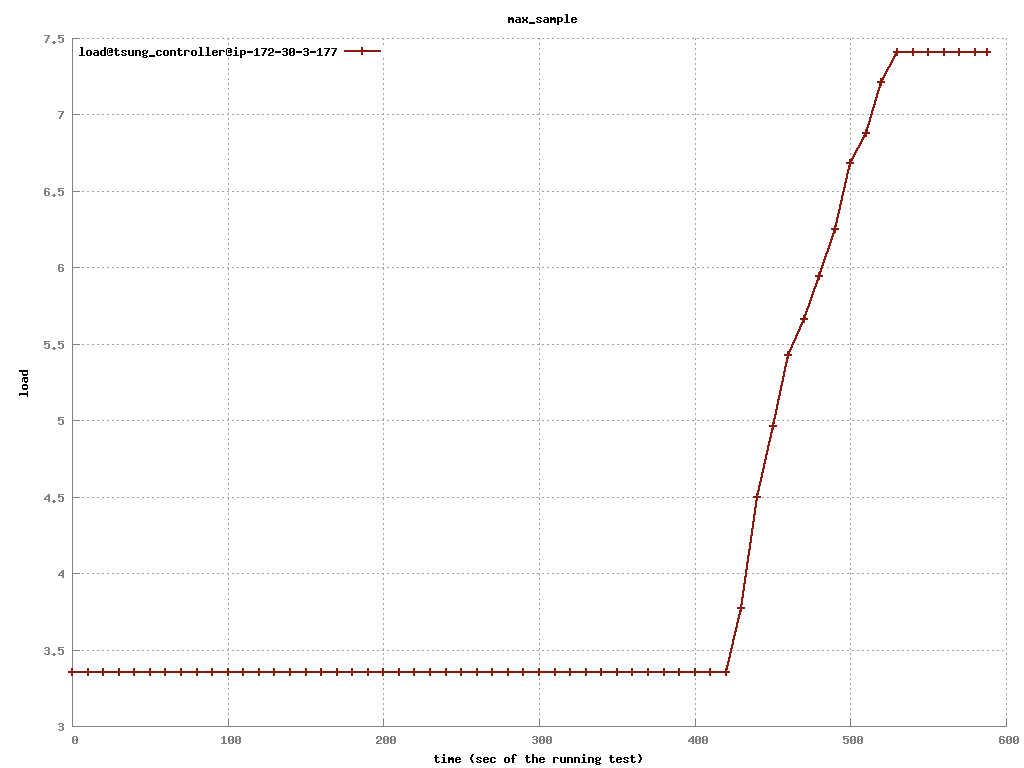 max_sample
7.5
load@tsung_controller@ip-172-30-3-177
7
6.5
6
5.5
load
5
4.5
4
3.5
3
0 100 200 300 400 500 600
time (sec of the running test)